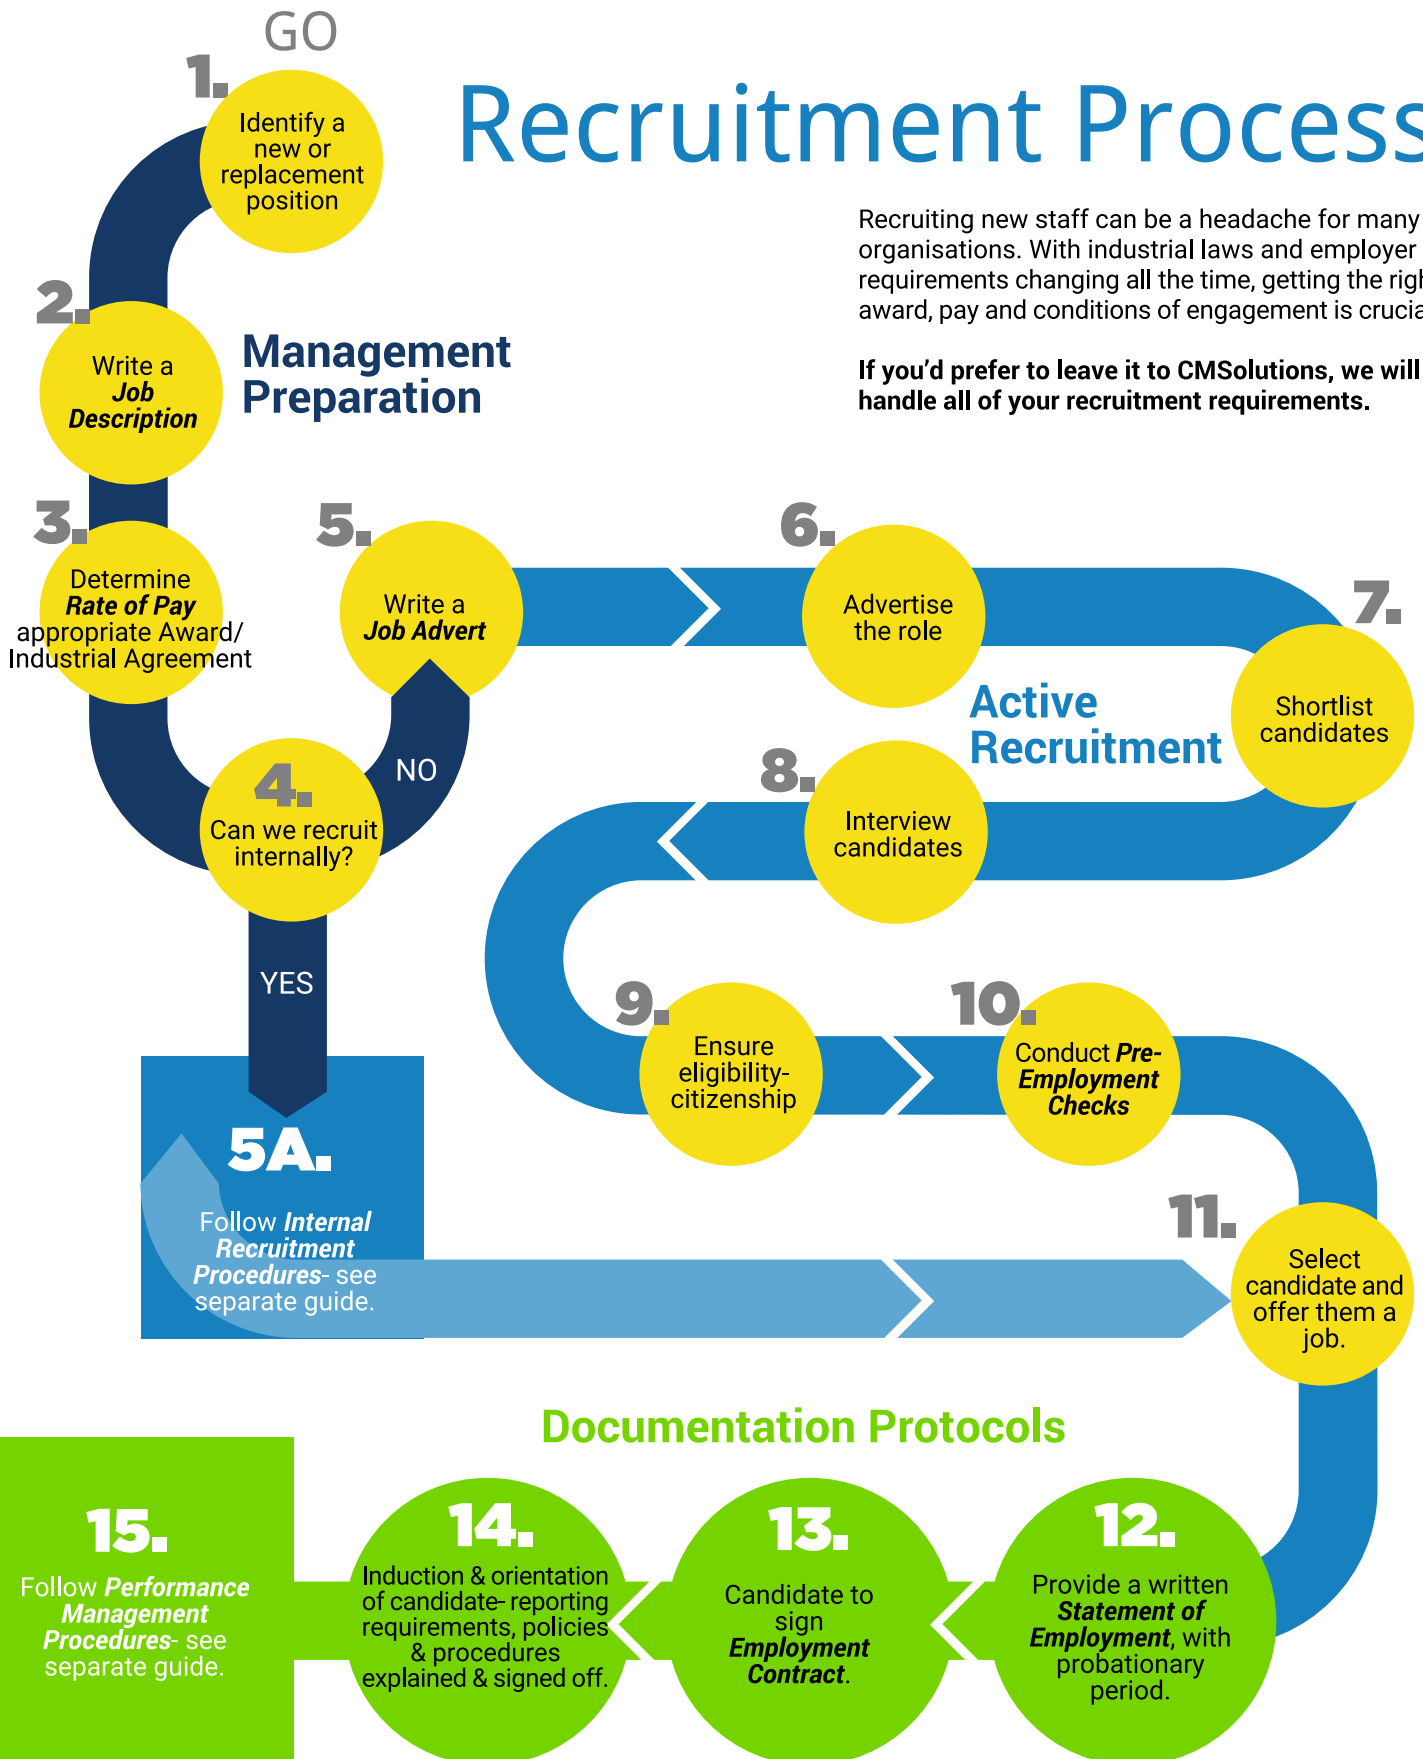 GO
Recruitment Process
1.
Identify a
new or
replacement
position
Recruiting new staff can be a headache for many
organisations. With industrial laws and employer
requirements changing all the time, getting the righ
award, pay and conditions of engagement is crucia
If you’d prefer to leave it to CMSolutions, we will
handle all of your recruitment requirements.
Management
Preparation
2.
Write a
Job
Description
3.
Determine
Rate of Pay
appropriate Award/
Industrial Agreement
4.
Can we recruit
internally?
NO
YES
5.
Write a
Job Advert
5A.
Follow Internal
Recruitment
Procedures- see
separate guide.
Active
Recruitment
6.
Advertise
the role
7.
Shortlist
candidates
8.
Interview
candidates
9.
Ensure
eligibility-
citizenship
10.
Conduct Pre-
Employment
Checks
11.
Select
candidate and
offer them a
job.
Documentation Protocols
12.
Provide a written
Statement of
Employment, with
probationary
period.
13.
Candidate to
sign
Employment
Contract.
14.
Induction & orientation
of candidate- reporting
requirements, policies
& procedures
explained & signed off.
15.
Follow Performance
Management
Procedures- see
separate guide.